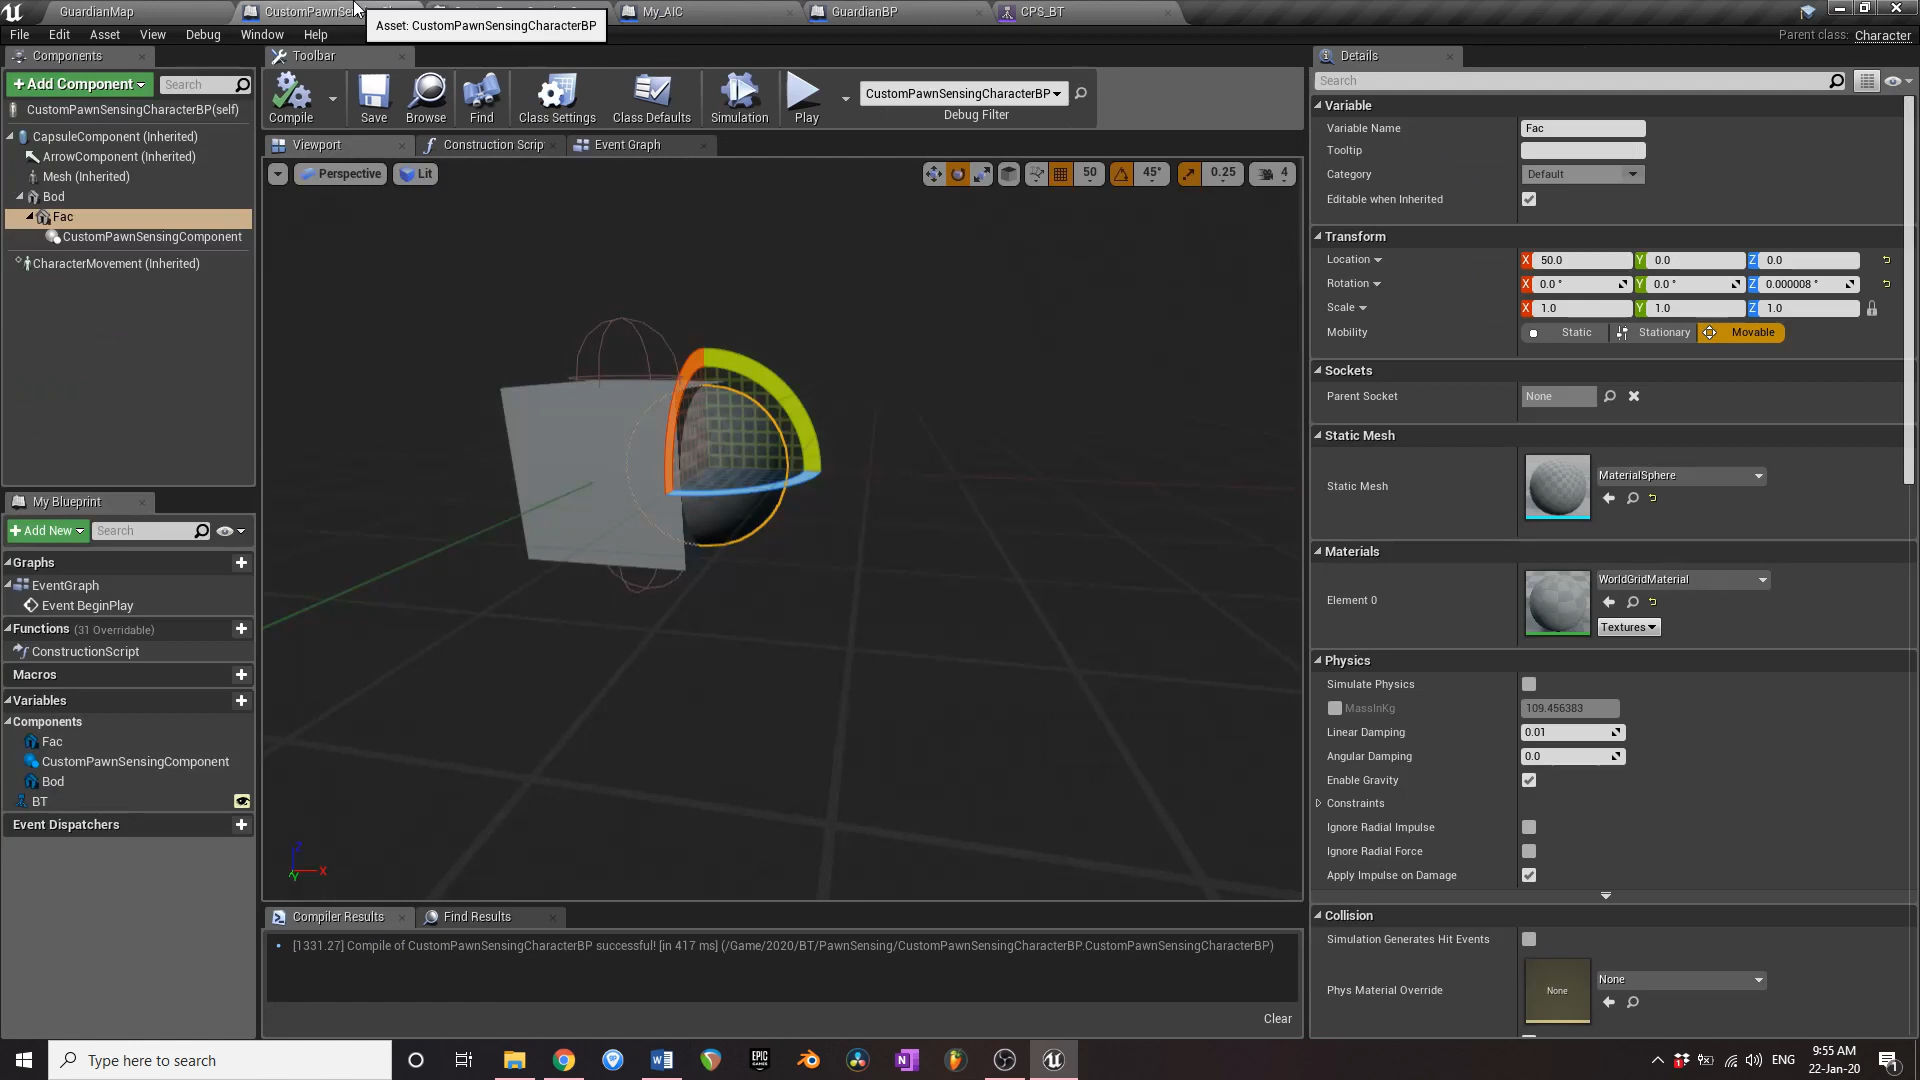 GuardianMap
CustomPawnSens
My_AIC
GuardianBP
CPS_BT
Asset: CustomPawnSensingCharacterBP
File Edit Asset View Debug Window Help
Parent class: Character
Components
Toolbar
Details
+Add Component
Search
CustomPawnSensingCharacterBP(self)
CapsuleComponent (Inherited)
ArrowComponent (Inherited)
Mesh (Inherited)
Bod
Fac
CustomPawnSensingComponent
CharacterMovement (Inherited)
Compile
Save
Browse
Find
Class Settings
Class Defaults
Simulation
Play
CustomPawnSensingCharacterBP
Debug Filter
Viewport
Construction Scrip
Event Graph
Perspective
Lit
50
45°
0.25
4
My Blueprint
+Add New
Search
Graphs
EventGraph
Event BeginPlay
Functions (31 Overridable)
ConstructionScript
Macros
Variables
Components
Fac
CustomPawnSensingComponent
Bod
BT
Event Dispatchers
Z
X
Y
Compiler Results
Find Results
[1331.27] Compile of CustomPawnSensingCharacterBP successful! [in 417 ms] (/Game/2020/BT/PawnSensing/CustomPawnSensingCharacterBP.CustomPawnSensingCharacterBP)
Clear
Search
Variable
Variable Name Fac
Tooltip
Category Default
Editable when Inherited
Transform
Location X 50.0 Y 0.0 Z 0.0
Rotation X 0.0 ° Y 0.0 ° Z 0.000008 °
Scale X 1.0 Y 1.0 Z 1.0
Mobility Static Stationary Movable
Sockets
Parent Socket None
Static Mesh
Static Mesh MaterialSphere
Materials
Element 0 WorldGridMaterial
Textures
Physics
Simulate Physics
MassInKg 109.456383
Linear Damping 0.01
Angular Damping 0.0
Enable Gravity
Constraints
Ignore Radial Impulse
Ignore Radial Force
Apply Impulse on Damage
Collision
Simulation Generates Hit Events
Phys Material Override None None
Type here to search
EPIC
GAMES
ENG
9:55 AM
22-Jan-20
1